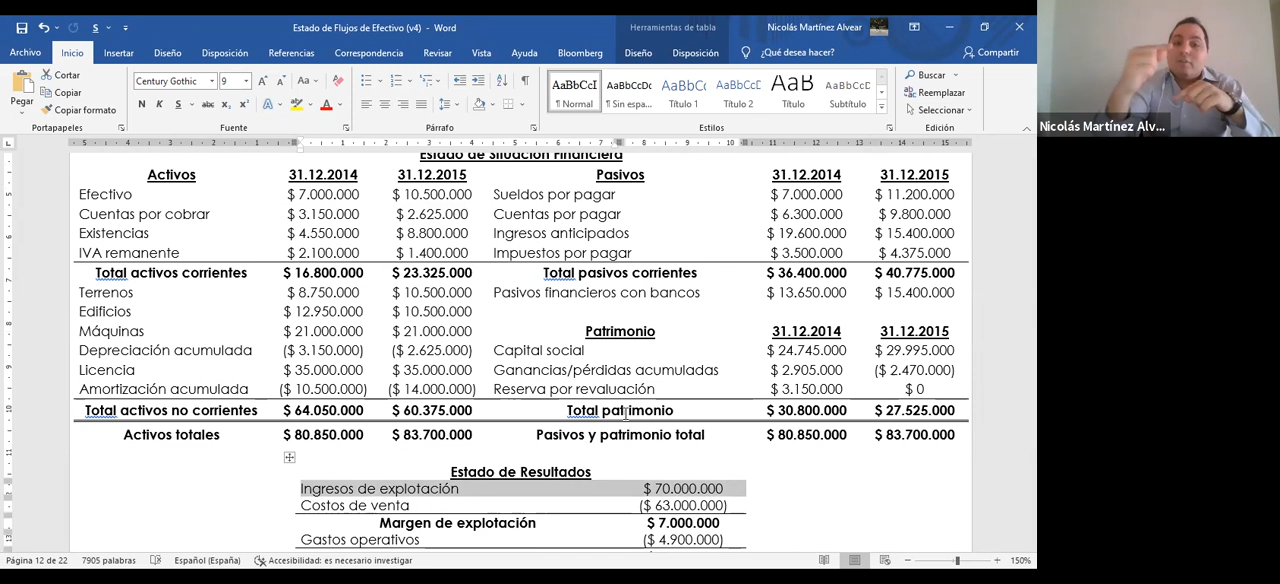 Estado de Flujos de Efectivo (v4) - Word
Herramientas de tabla
Nicolás Martínez Alvear
Archivo Inicio Insertar Diseño Disposición Referencias Correspondencia Revisar Vista Ayuda Bloomberg Diseño Disposición ¿Qué desea hacer? Compartir
Pegar
Cortar
Copiar
Copiar formato
Portapapeles
Century Gothic 9
N K S abc x₂ x²
Fuente
Párrafo
AaBbCcI AaBbCcDc AaBbCc AaBbCcD AaB AaBbCcD
¶ Normal ¶ Sin espa... Título 1 Título 2 Título Subtítulo
Estilos
Buscar
Reemplazar
Seleccionar
Edición
Nicolás Martínez Alv...
Estado de Situación Financiera
Activos 31.12.2014 31.12.2015 Pasivos 31.12.2014 31.12.2015
Efectivo $ 7.000.000 $ 10.500.000 Sueldos por pagar $ 7.000.000 $ 11.200.000
Cuentas por cobrar $ 3.150.000 $ 2.625.000 Cuentas por pagar $ 6.300.000 $ 9.800.000
Existencias $ 4.550.000 $ 8.800.000 Ingresos anticipados $ 19.600.000 $ 15.400.000
IVA remanente $ 2.100.000 $ 1.400.000 Impuestos por pagar $ 3.500.000 $ 4.375.000
Total activos corrientes $ 16.800.000 $ 23.325.000 Total pasivos corrientes $ 36.400.000 $ 40.775.000
Terrenos $ 8.750.000 $ 10.500.000 Pasivos financieros con bancos $ 13.650.000 $ 15.400.000
Edificios $ 12.950.000 $ 10.500.000
Máquinas $ 21.000.000 $ 21.000.000 Patrimonio 31.12.2014 31.12.2015
Depreciación acumulada ($ 3.150.000) ($ 2.625.000) Capital social $ 24.745.000 $ 29.995.000
Licencia $ 35.000.000 $ 35.000.000 Ganancias/pérdidas acumuladas $ 2.905.000 ($ 2.470.000)
Amortización acumulada ($ 10.500.000) ($ 14.000.000) Reserva por revaluación $ 3.150.000 $ 0
Total activos no corrientes $ 64.050.000 $ 60.375.000 Total patrimonio $ 30.800.000 $ 27.525.000
Activos totales $ 80.850.000 $ 83.700.000 Pasivos y patrimonio total $ 80.850.000 $ 83.700.000
Estado de Resultados
Ingresos de explotación $ 70.000.000
Costos de venta ($ 63.000.000)
Margen de explotación $ 7.000.000
Gastos operativos ($ 4.900.000)
Página 12 de 22 7905 palabras Español (España) Accesibilidad: es necesario investigar 150%